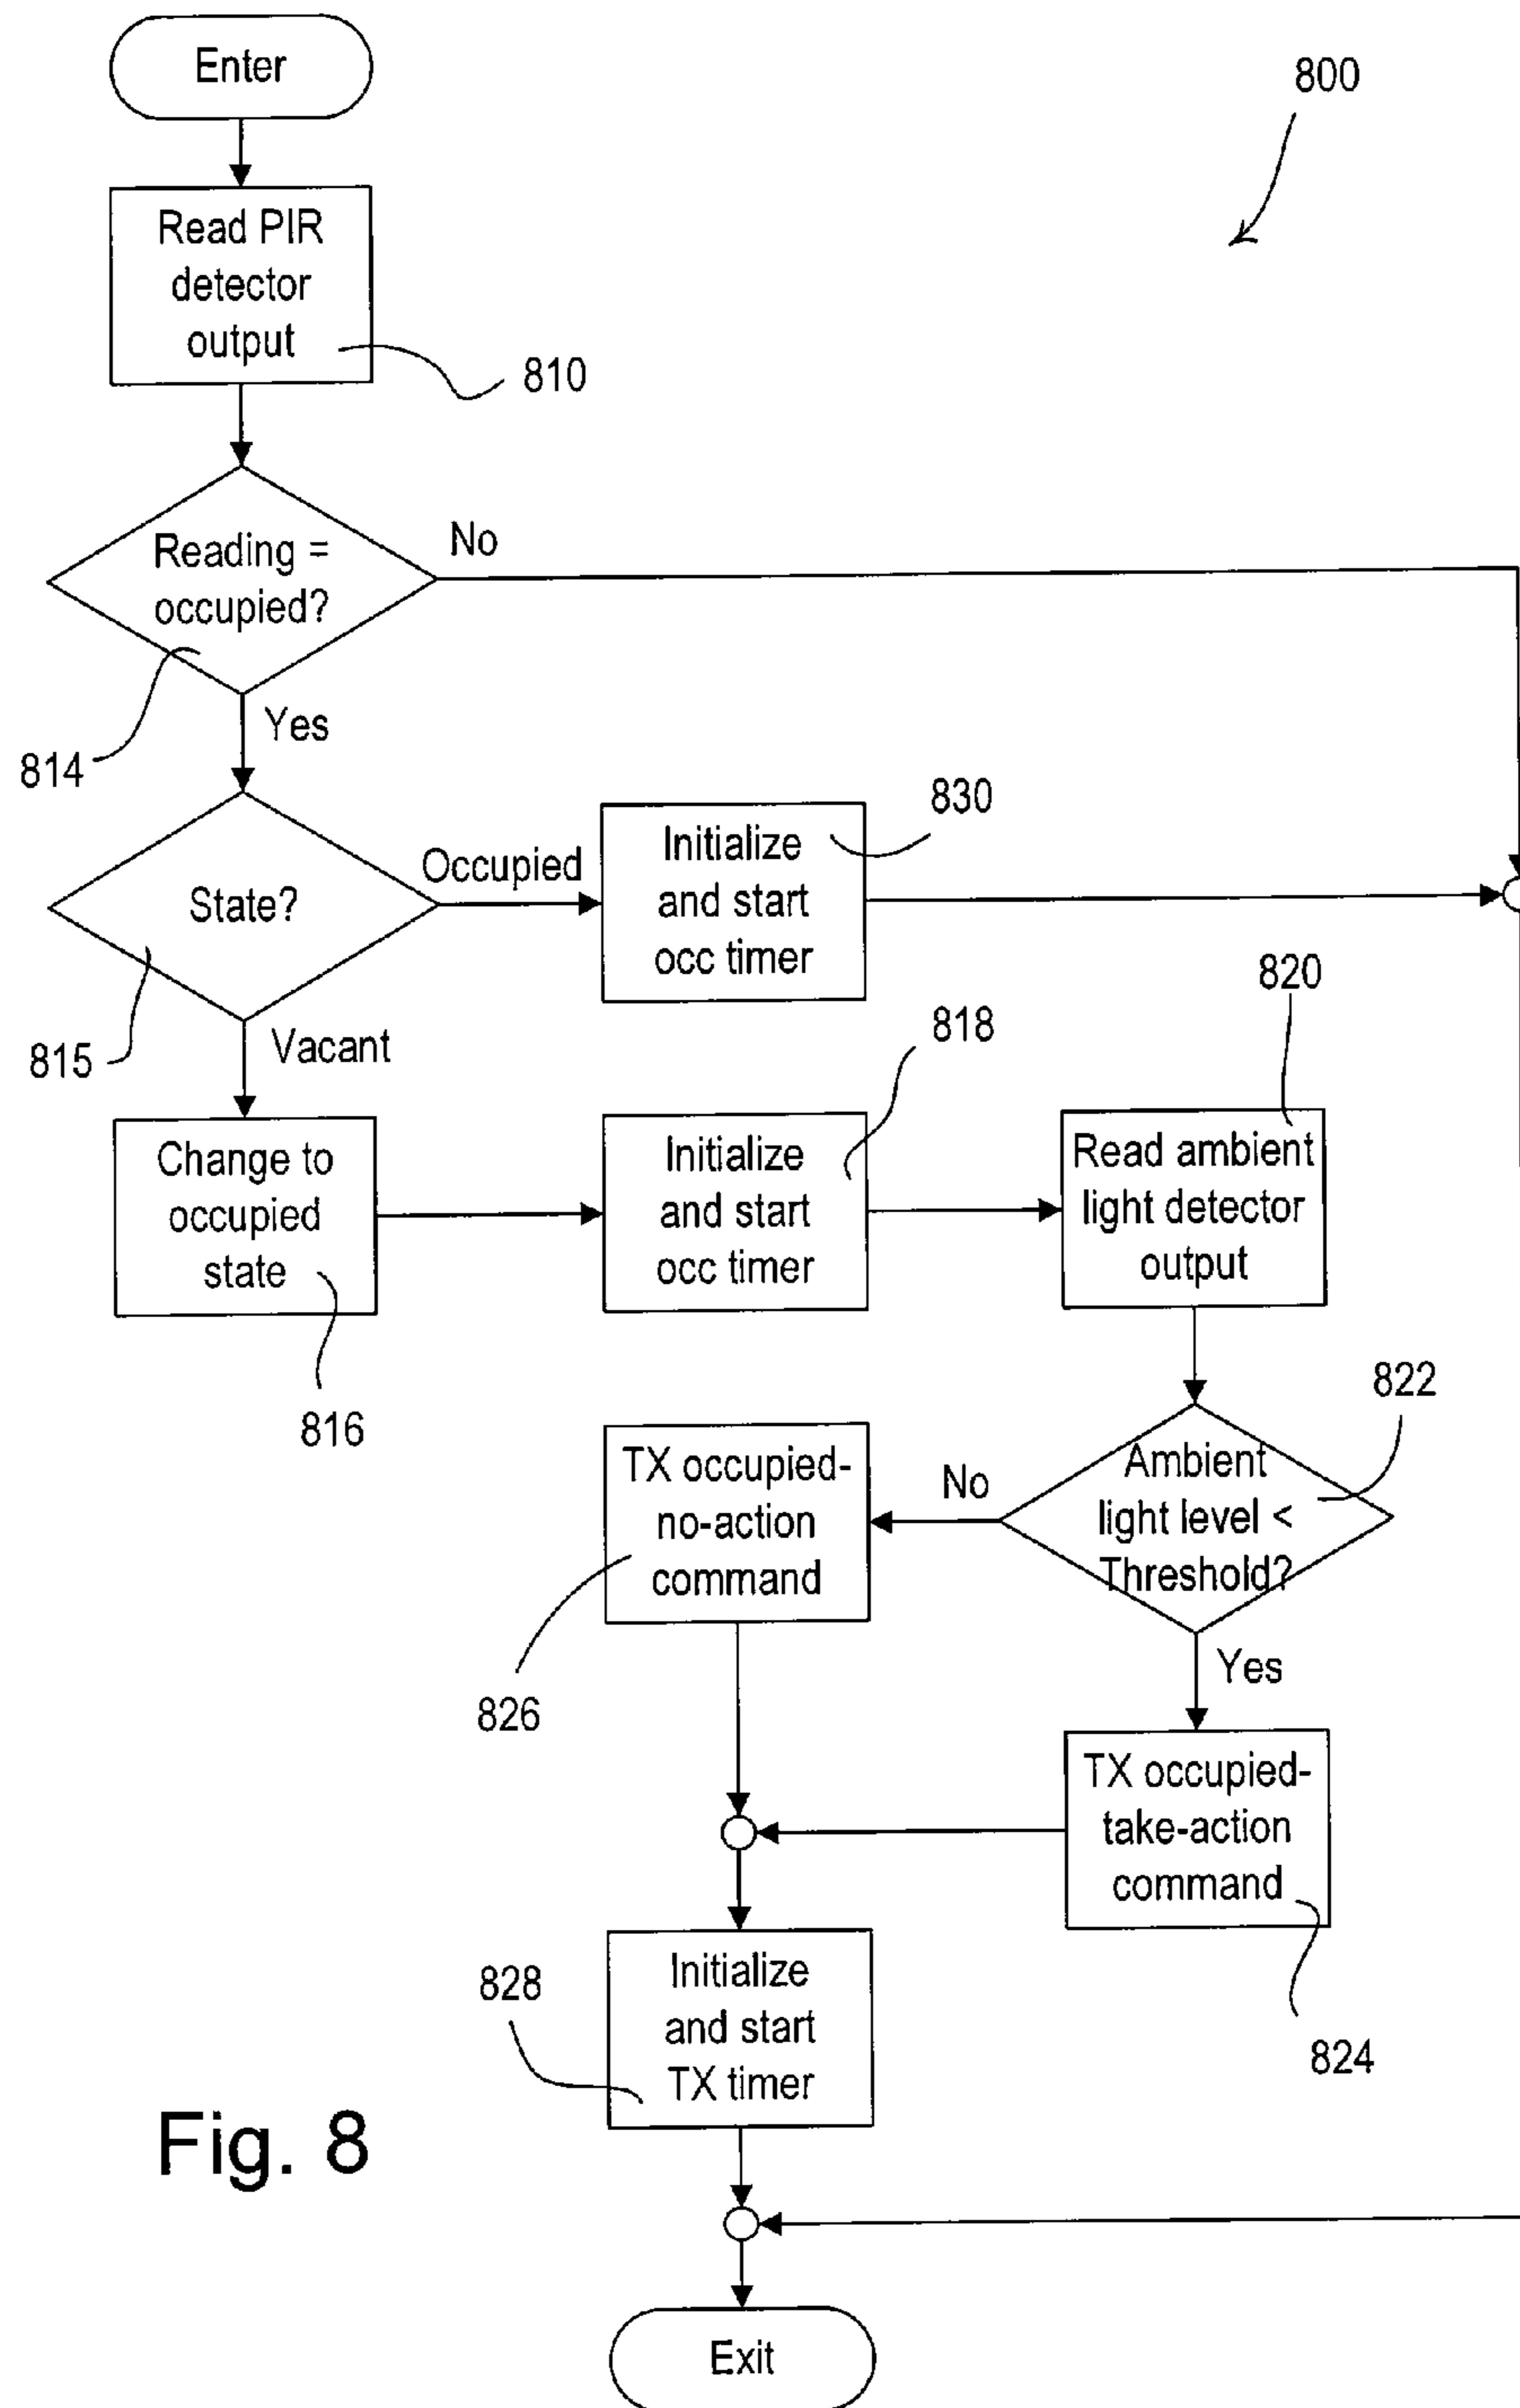 Enter
800
Read PIR
detector
output
810
Reading =
occupied?
No
814
Yes
State?
Occupied
Initialize
and start
occ timer
830
815
Vacant
Change to
occupied
state
816
Initialize
and start
occ timer
818
820
Read ambient
light detector
output
822
Ambient
light level <
Threshold?
No
TX occupied-
no-action
command
826
Yes
TX occupied-
take-action
command
824
828
Initialize
and start
TX timer
Fig. 8
Exit